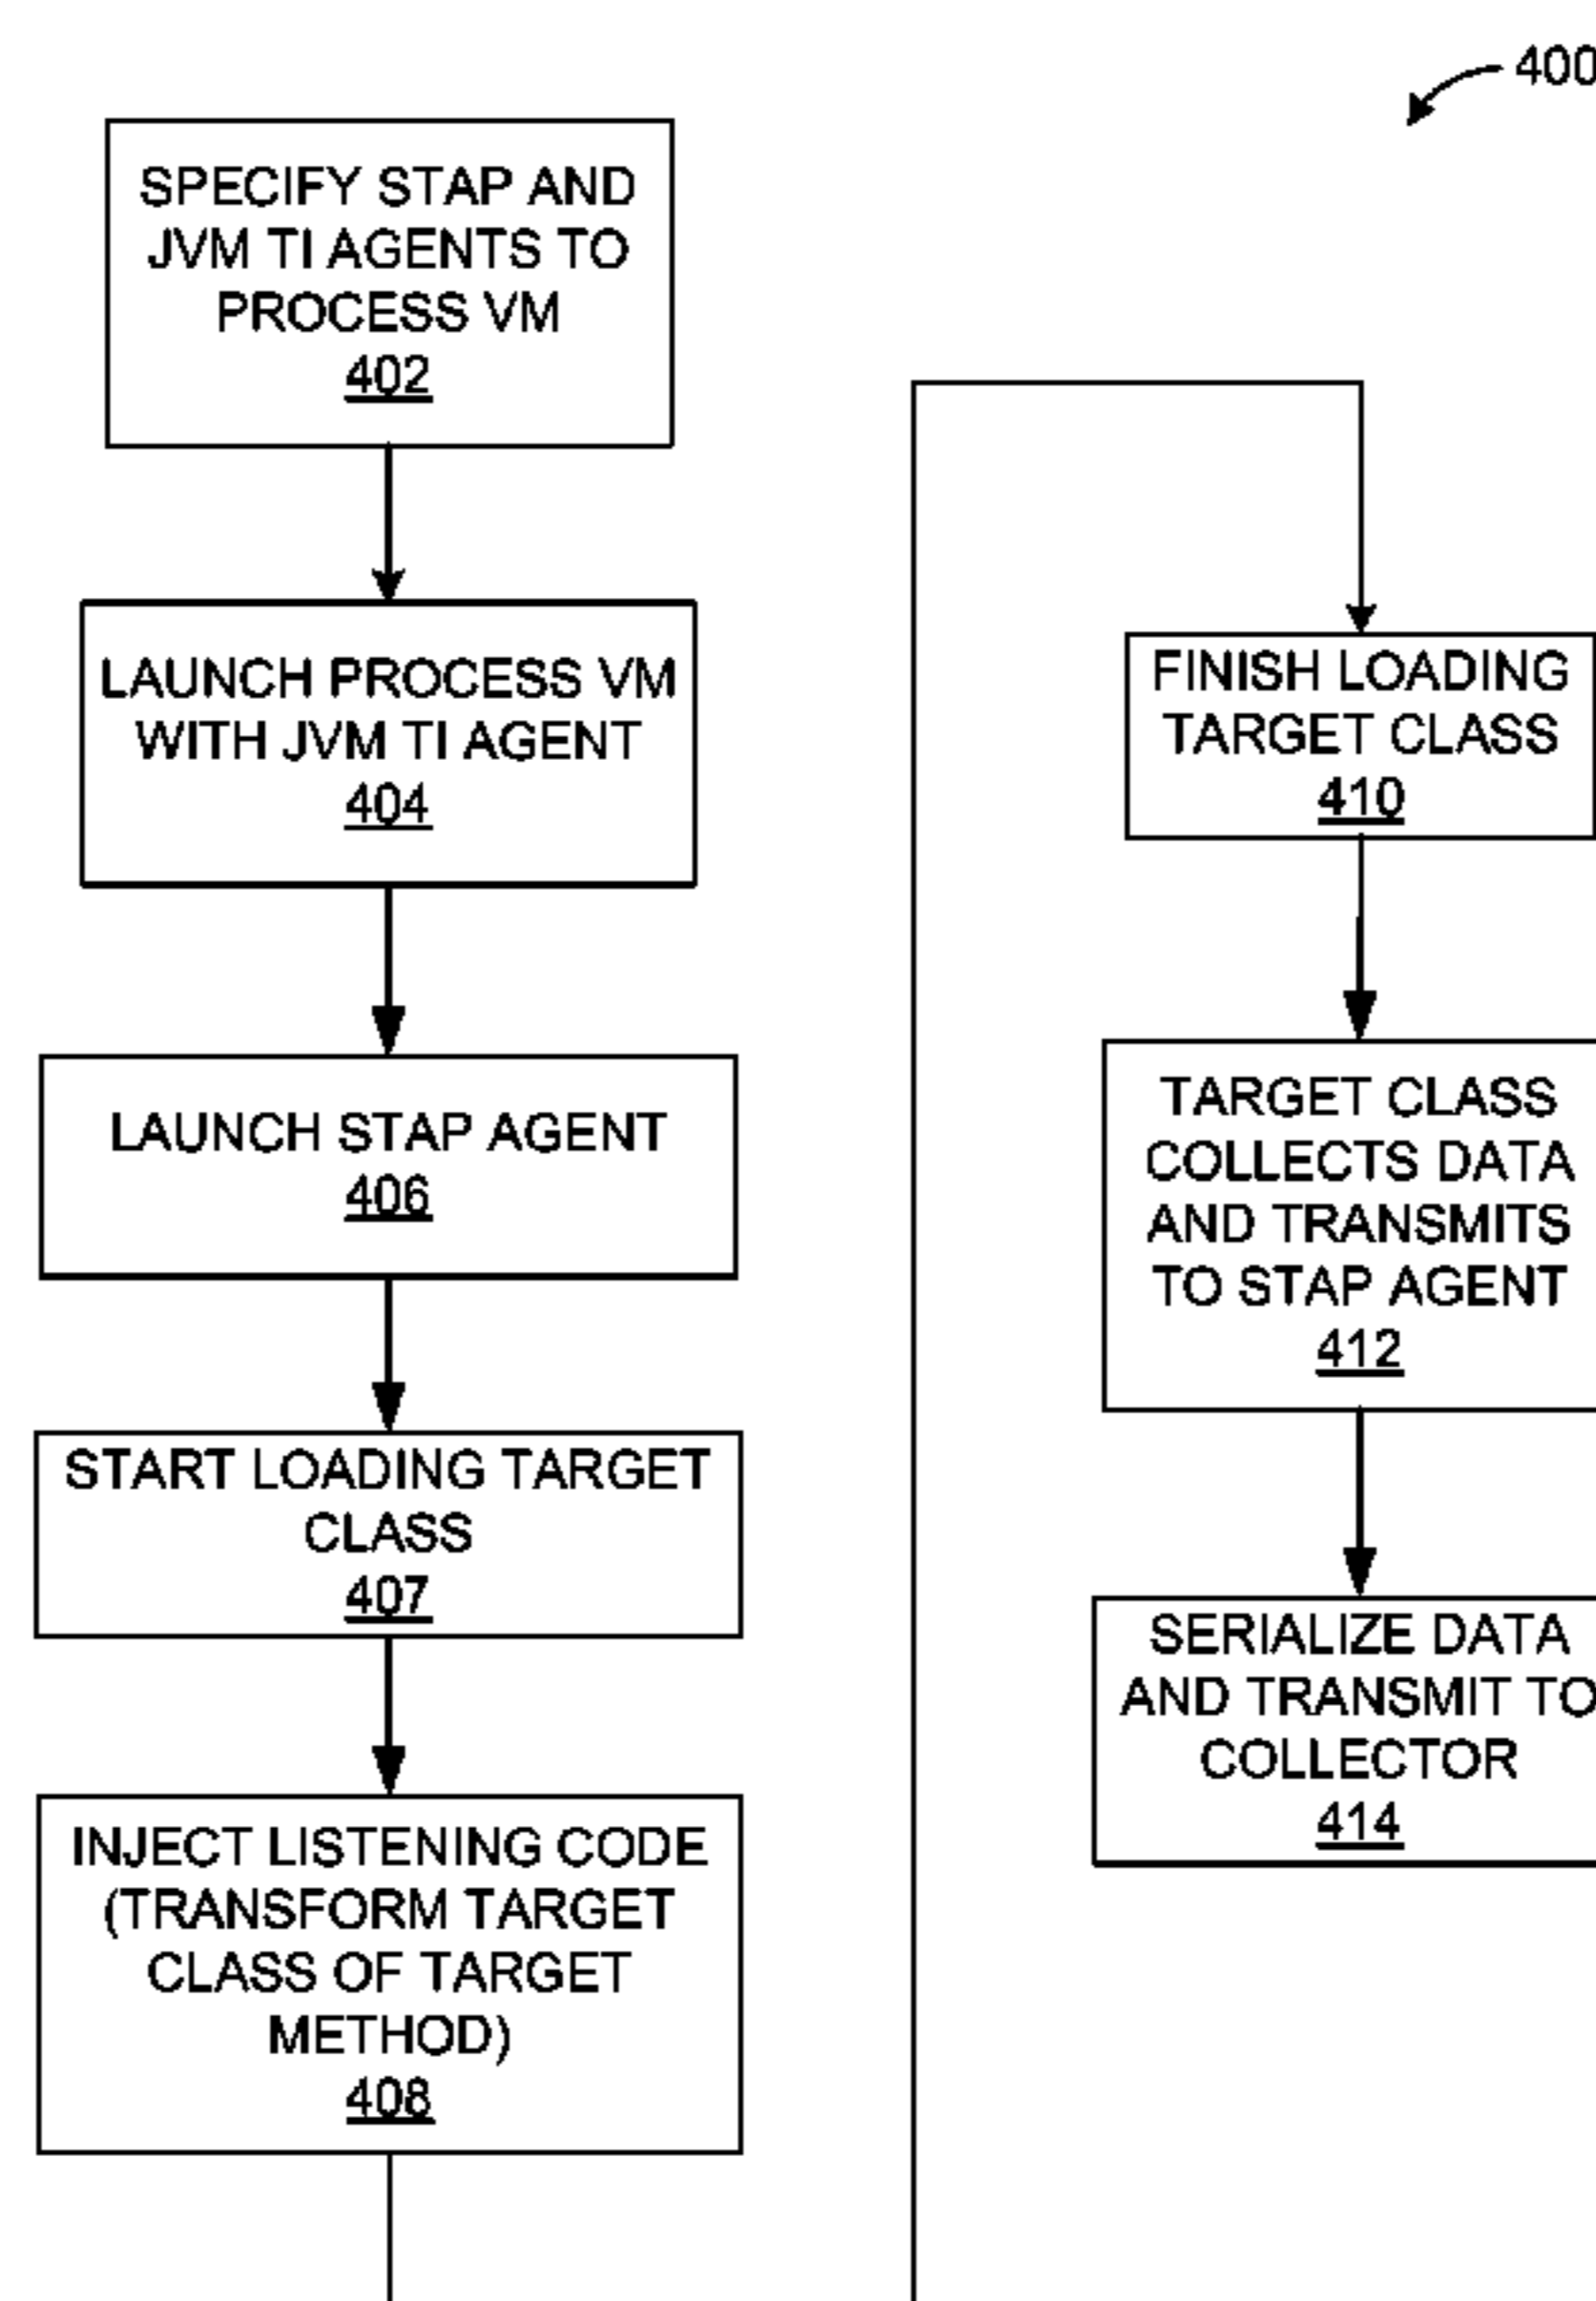 400
SPECIFY STAP AND
JVM TI AGENTS TO
PROCESS VM
402
LAUNCH PROCESS VM
WITH JVM TI AGENT
404
LAUNCH STAP AGENT
406
START LOADING TARGET
CLASS
407
INJECT LISTENING CODE
(TRANSFORM TARGET
CLASS OF TARGET
METHOD)
408
FINISH LOADING
TARGET CLASS
410
TARGET CLASS
COLLECTS DATA
AND TRANSMITS
TO STAP AGENT
412
SERIALIZE DATA
AND TRANSMIT TO
COLLECTOR
414